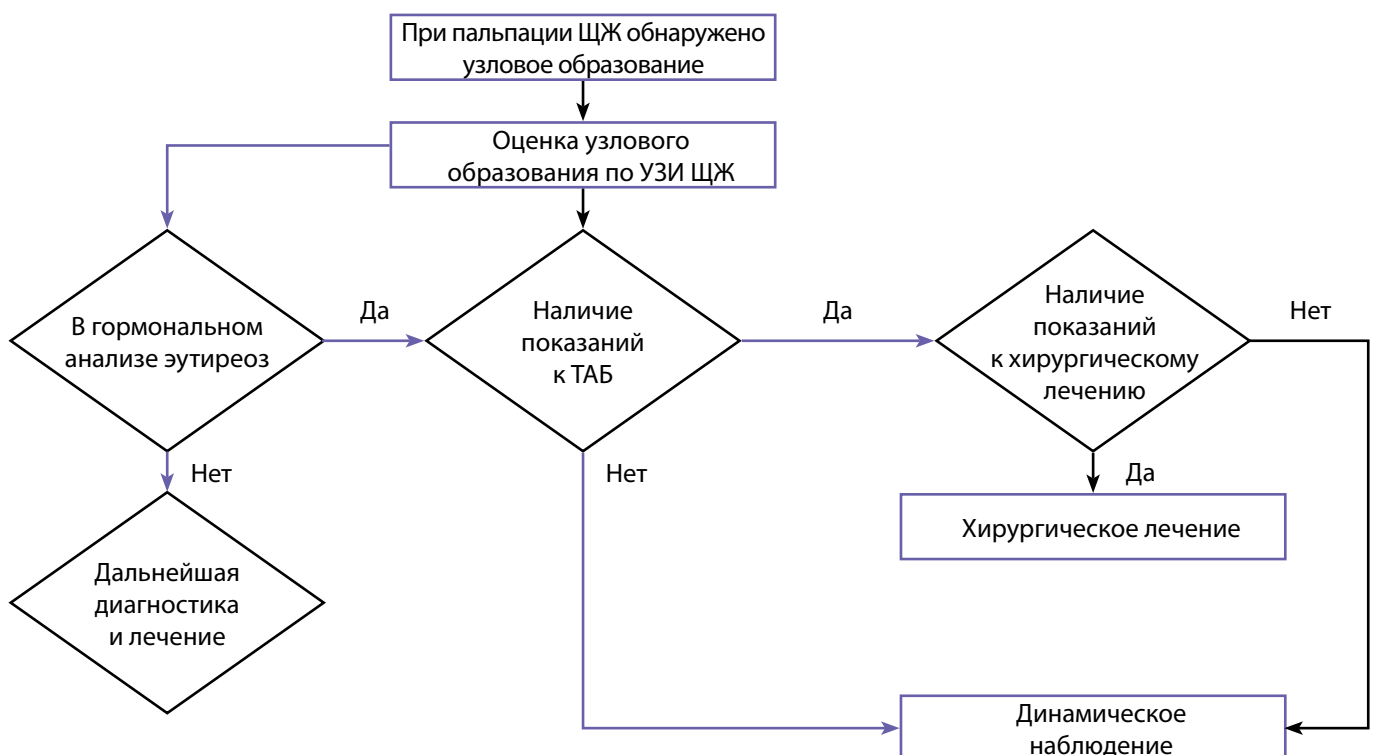 При пальпации ЩЖ обнаружено
узловое образование
Оценка узлового
образования по УЗИ ЩЖ
В гормональном
анализе эутиреоз
Да
Наличие
показаний
к ТАБ
Да
Наличие
показаний
к хирургическому
лечению
Нет
Нет
Нет
Да
Хирургическое лечение
Дальнейшая
диагностика
и лечение
Динамическое
наблюдение